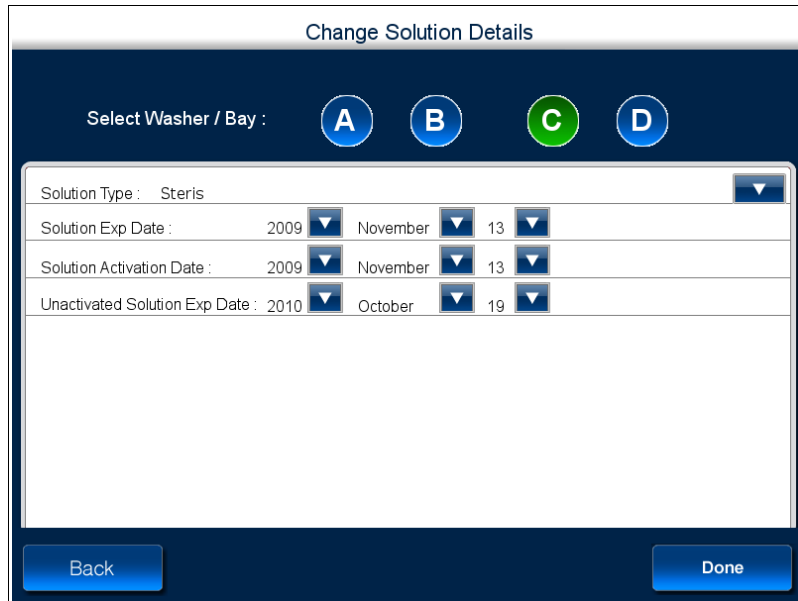 Change Solution Details
Select Washer / Bay : A B C D
Solution Type : Steris
Solution Exp Date : 2009 November 13
Solution Activation Date : 2009 November 13
Unactivated Solution Exp Date : 2010 October 19
Back Done